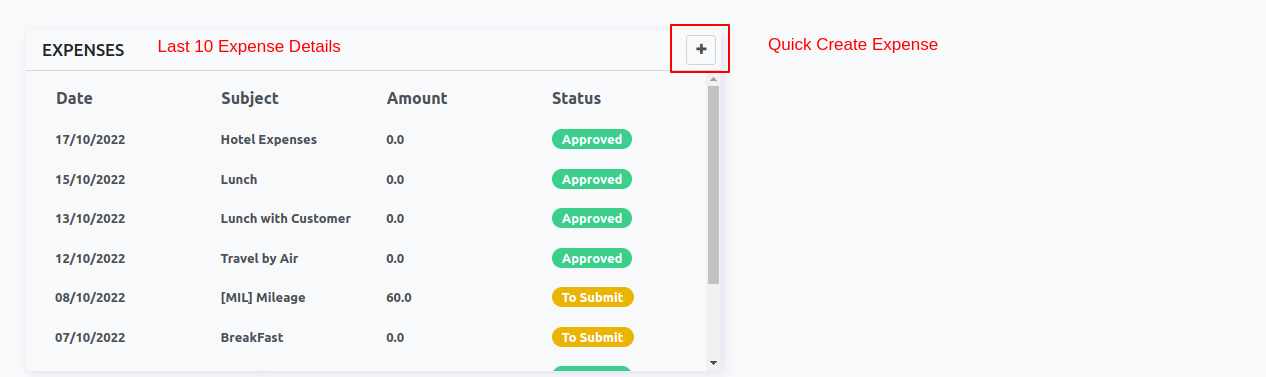 EXPENSES Last 10 Expense Details + Quick Create Expense
Date Subject Amount Status
17/10/2022 Hotel Expenses 0.0 Approved
15/10/2022 Lunch 0.0 Approved
13/10/2022 Lunch with Customer 0.0 Approved
12/10/2022 Travel by Air 0.0 Approved
08/10/2022 [MIL] Mileage 60.0 To Submit
07/10/2022 BreakFast 0.0 To Submit